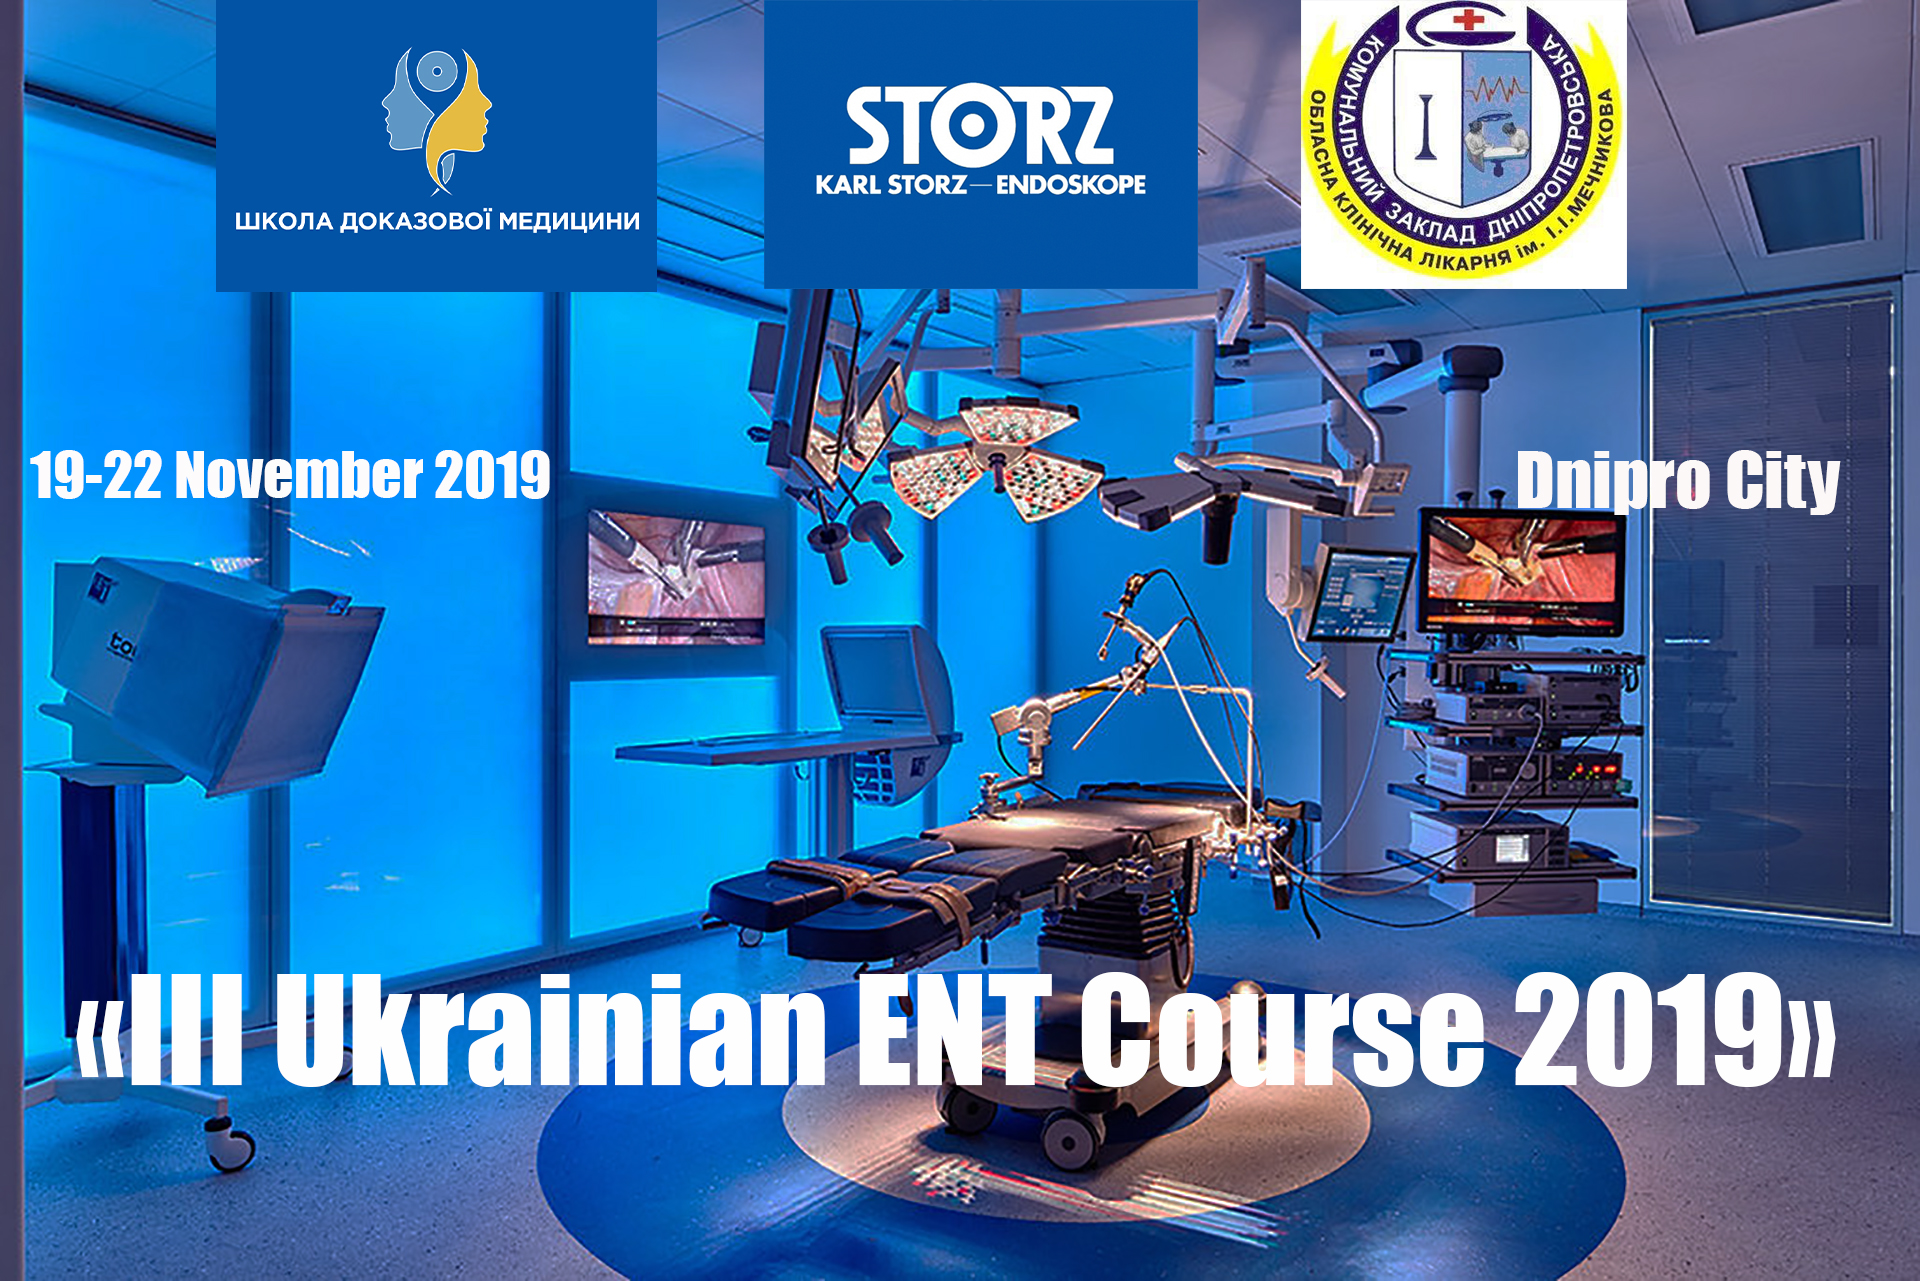 ШКОЛА ДОКАЗОВОЇ МЕДИЦИНИ
STORZ
KARL STORZ—ENDOSKOPE
КОМУНАЛЬНИЙ ЗАКЛАД ДНІПРОПЕТРОВСЬКА
ОБЛАСНА КЛІНІЧНА ЛІКАРНЯ ім. І.І.МЕЧНИКОВА
19-22 November 2019
Dnipro City
«III Ukrainian ENT Course 2019»